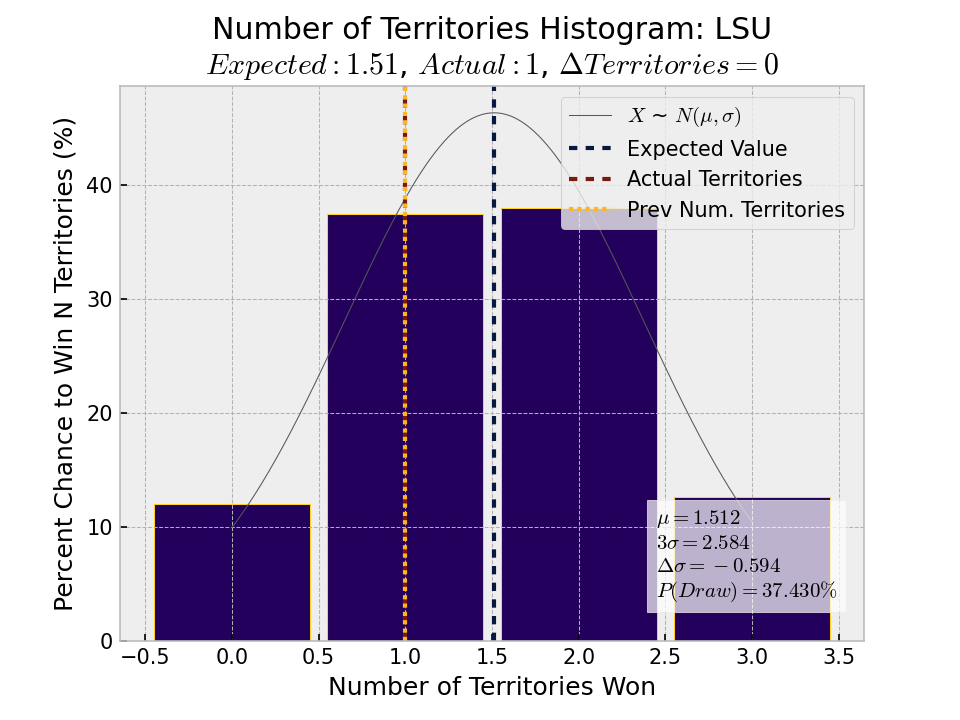 Number of Territories Histogram: LSU
Expected : 1.51, Actual : 1, ΔTerritories = 0
Percent Chance to Win N Territories (%)
40
30
20
10
0
X ~ N(μ, σ)
Expected Value
Actual Territories
Prev Num. Territories
μ = 1.512
3σ = 2.584
Δσ = −0.594
P(Draw) = 37.430%
−0.5 0.0 0.5 1.0 1.5 2.0 2.5 3.0 3.5
Number of Territories Won